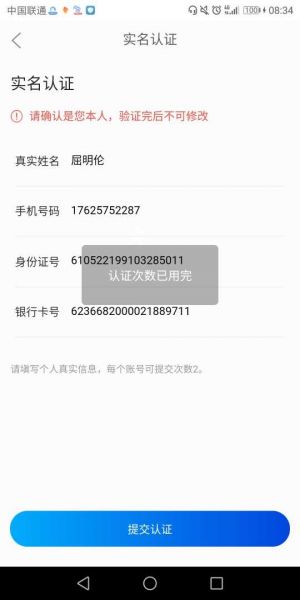 中国联通
100
08:34
实名认证
实名认证
请确认是您本人，验证完后不可修改
真实姓名 屈明伦
手机号码 17625752287
身份证号 610522199103285011
认证次数已用完
银行卡号 6236682000021889711
请填写个人真实信息，每个账号可提交次数2。
提交认证